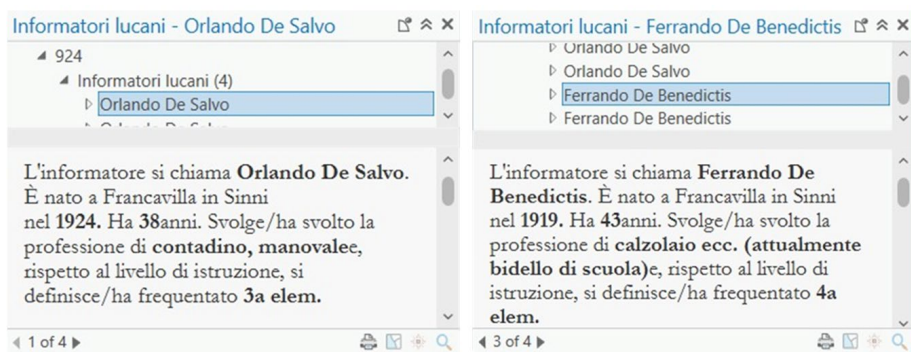 Informatori lucani - Orlando De Salvo
924
Informatori lucani (4)
Orlando De Salvo
L'informatore si chiama Orlando De Salvo.
È nato a Francavilla in Sinni
nel 1924. Ha 38anni. Svolge/ha svolto la
professione di contadino, manovalee,
rispetto al livello di istruzione, si
definisce/ha frequentato 3a elem.
1 of 4
Informatori lucani - Ferrando De Benedictis
Orlando De Salvo
Orlando De Salvo
Ferrando De Benedictis
Ferrando De Benedictis
L'informatore si chiama Ferrando De
Benedictis. È nato a Francavilla in Sinni
nel 1919. Ha 43anni. Svolge/ha svolto la
professione di calzolaio ecc. (attualmente
bidello di scuola)e, rispetto al livello di
istruzione, si definisce/ha frequentato 4a
elem.
3 of 4